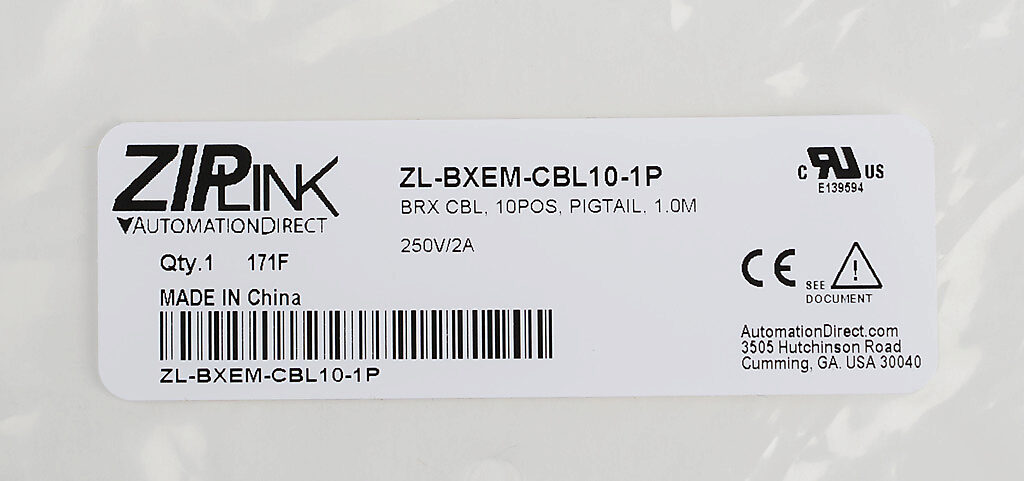 ZIPLINK
AUTOMATIONDIRECT
Qty.1 171F
MADE IN China
ZL-BXEM-CBL10-1P
ZL-BXEM-CBL10-1P
BRX CBL, 10POS, PIGTAIL, 1.0M
250V/2A
C RU US
E139594
CE
SEE
DOCUMENT
!
AutomationDirect.com
3505 Hutchinson Road
Cumming, GA. USA 30040